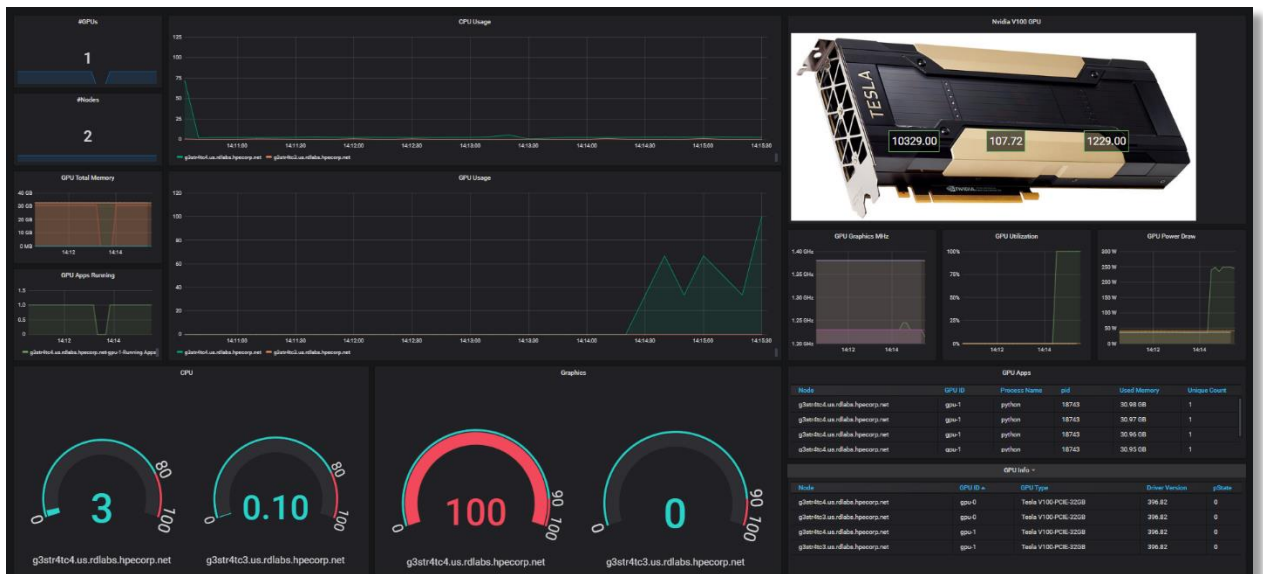 #GPUs
1
#Nodes
2
GPU Total Memory
40 GB
30 GB
20 GB
10 GB
0 MB
14:12 14:14
GPU Apps Running
1.5
1.0
0.5
0
14:12 14:14
g3str4tc4.us.rdlabs.hpecorp.net-gpu-1-Running Apps
CPU Usage
125
100
75
50
25
0
14:11:00 14:11:30 14:12:00 14:12:30 14:13:00 14:13:30 14:14:00 14:14:30 14:15:00 14:15:30
g3str4tc4.us.rdlabs.hpecorp.net g3str4tc3.us.rdlabs.hpecorp.net
GPU Usage
120
100
80
60
40
20
0
14:11:00 14:11:30 14:12:00 14:12:30 14:13:00 14:13:30 14:14:00 14:14:30 14:15:00 14:15:30
g3str4tc4.us.rdlabs.hpecorp.net g3str4tc3.us.rdlabs.hpecorp.net
Nvidia V100 GPU
TESLA
10329.00 107.72 1229.00
NVIDIA
GPU Graphics MHz
1.40 GHz
1.35 GHz
1.30 GHz
1.25 GHz
1.20 GHz
14:12 14:14
GPU Utilization
100%
75%
50%
25%
0%
14:12 14:14
GPU Power Draw
300 W
250 W
200 W
150 W
100 W
50 W
0 W
14:12 14:14
CPU
0 80 100
3
g3str4tc4.us.rdlabs.hpecorp.net
0 80 100
0.10
g3str4tc3.us.rdlabs.hpecorp.net
Graphics
0 90 100
100
g3str4tc4.us.rdlabs.hpecorp.net
0 90 100
0
g3str4tc3.us.rdlabs.hpecorp.net
GPU Apps
Node GPU ID Process Name pid Used Memory Unique Count
g3str4tc4.us.rdlabs.hpecorp.net gpu-1 python 18743 30.98 GB 1
g3str4tc4.us.rdlabs.hpecorp.net gpu-1 python 18743 30.97 GB 1
g3str4tc4.us.rdlabs.hpecorp.net gpu-1 python 18743 30.96 GB 1
g3str4tc4.us.rdlabs.hpecorp.net gpu-1 python 18743 30.95 GB 1
GPU Info
Node GPU ID GPU Type Driver Version pState
g3str4tc4.us.rdlabs.hpecorp.net gpu-0 Tesla V100-PCIE-32GB 396.82 0
g3str4tc3.us.rdlabs.hpecorp.net gpu-0 Tesla V100-PCIE-32GB 396.82 0
g3str4tc4.us.rdlabs.hpecorp.net gpu-1 Tesla V100-PCIE-32GB 396.82 0
g3str4tc3.us.rdlabs.hpecorp.net gpu-1 Tesla V100-PCIE-32GB 396.82 0